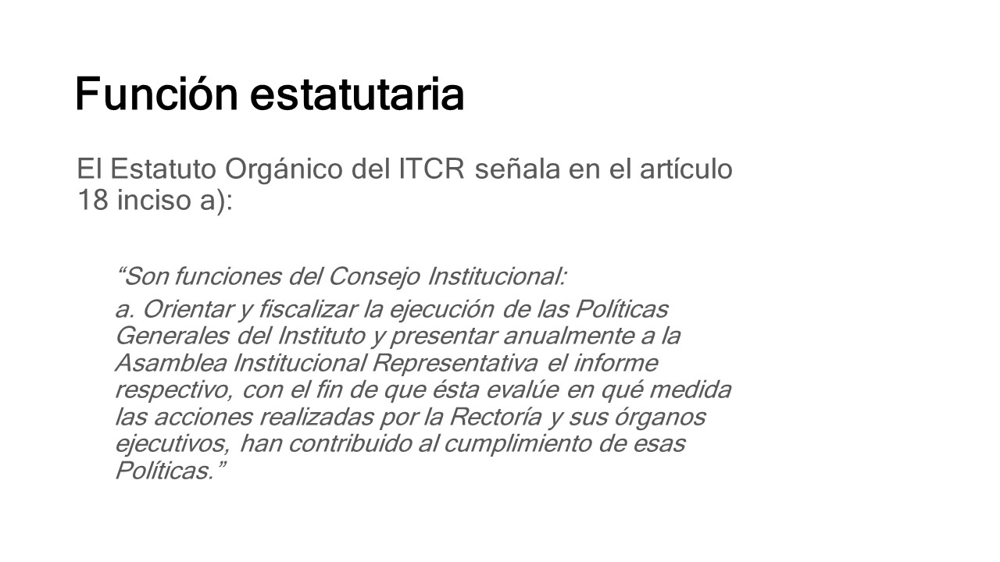 Función estatutaria
El Estatuto Orgánico del ITCR señala en el artículo
18 inciso a):
“Son funciones del Consejo Institucional:
a. Orientar y fiscalizar la ejecución de las Políticas
Generales del Instituto y presentar anualmente a la
Asamblea Institucional Representativa el informe
respectivo, con el fin de que ésta evalúe en qué medida
las acciones realizadas por la Rectoría y sus órganos
ejecutivos, han contribuido al cumplimiento de esas
Políticas.”